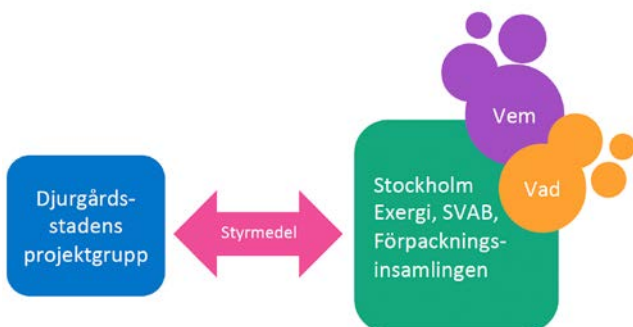 Djurgårds-
stadens
projektgrupp
Styrmedel
Stockholm
Exergi, SVAB,
Förpacknings-
insamlingen
Vem
Vad